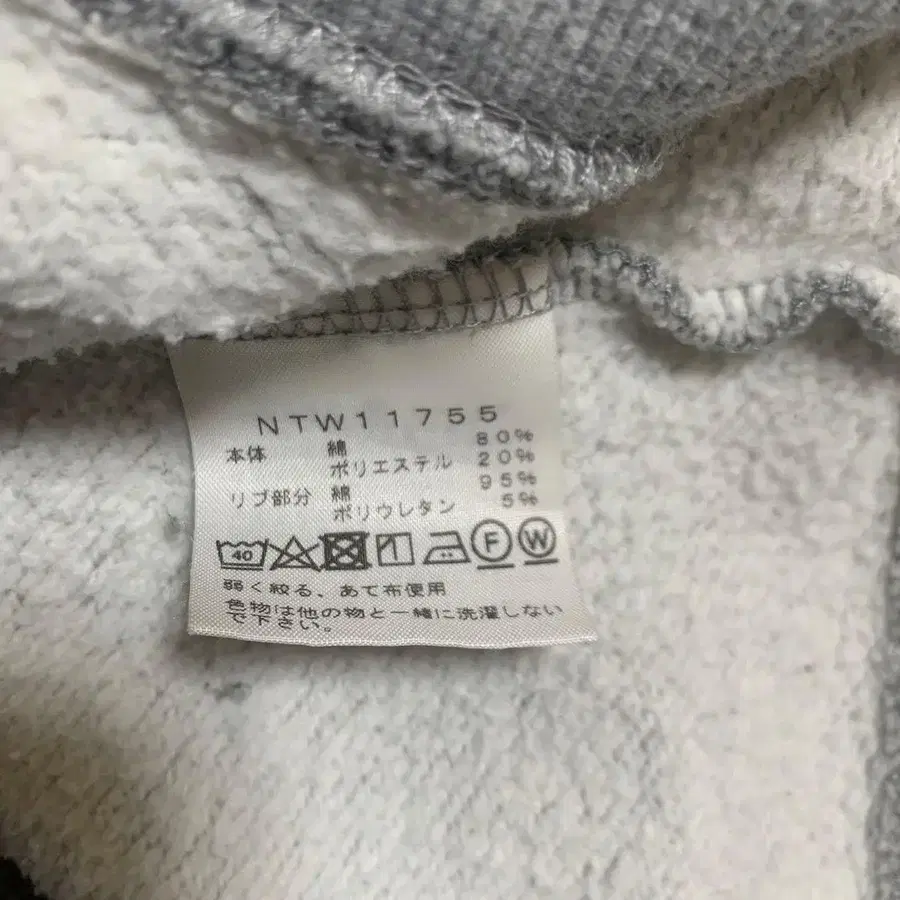 NTW11755
本体 綿 80%
ポリエステル 20%
リブ部分 綿 95%
ポリウレタン 5%
40 F W
弱く絞る、あて布使用
色物は他の物と一緒に洗濯しない
で下さい。